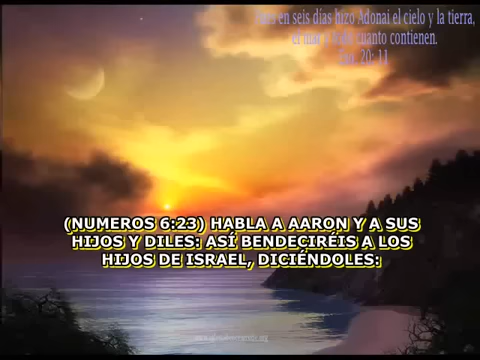 en seis días hizo Adonai el cielo y la tierra,
el mar y todo cuanto contienen.
20: 11
(NUMEROS 6:23) HABLA A AARON Y A SUS
HIJOS Y DILES: ASÍ BENDECIRÉIS A LOS
HIJOS DE ISRAEL, DICIÉNDOLES: